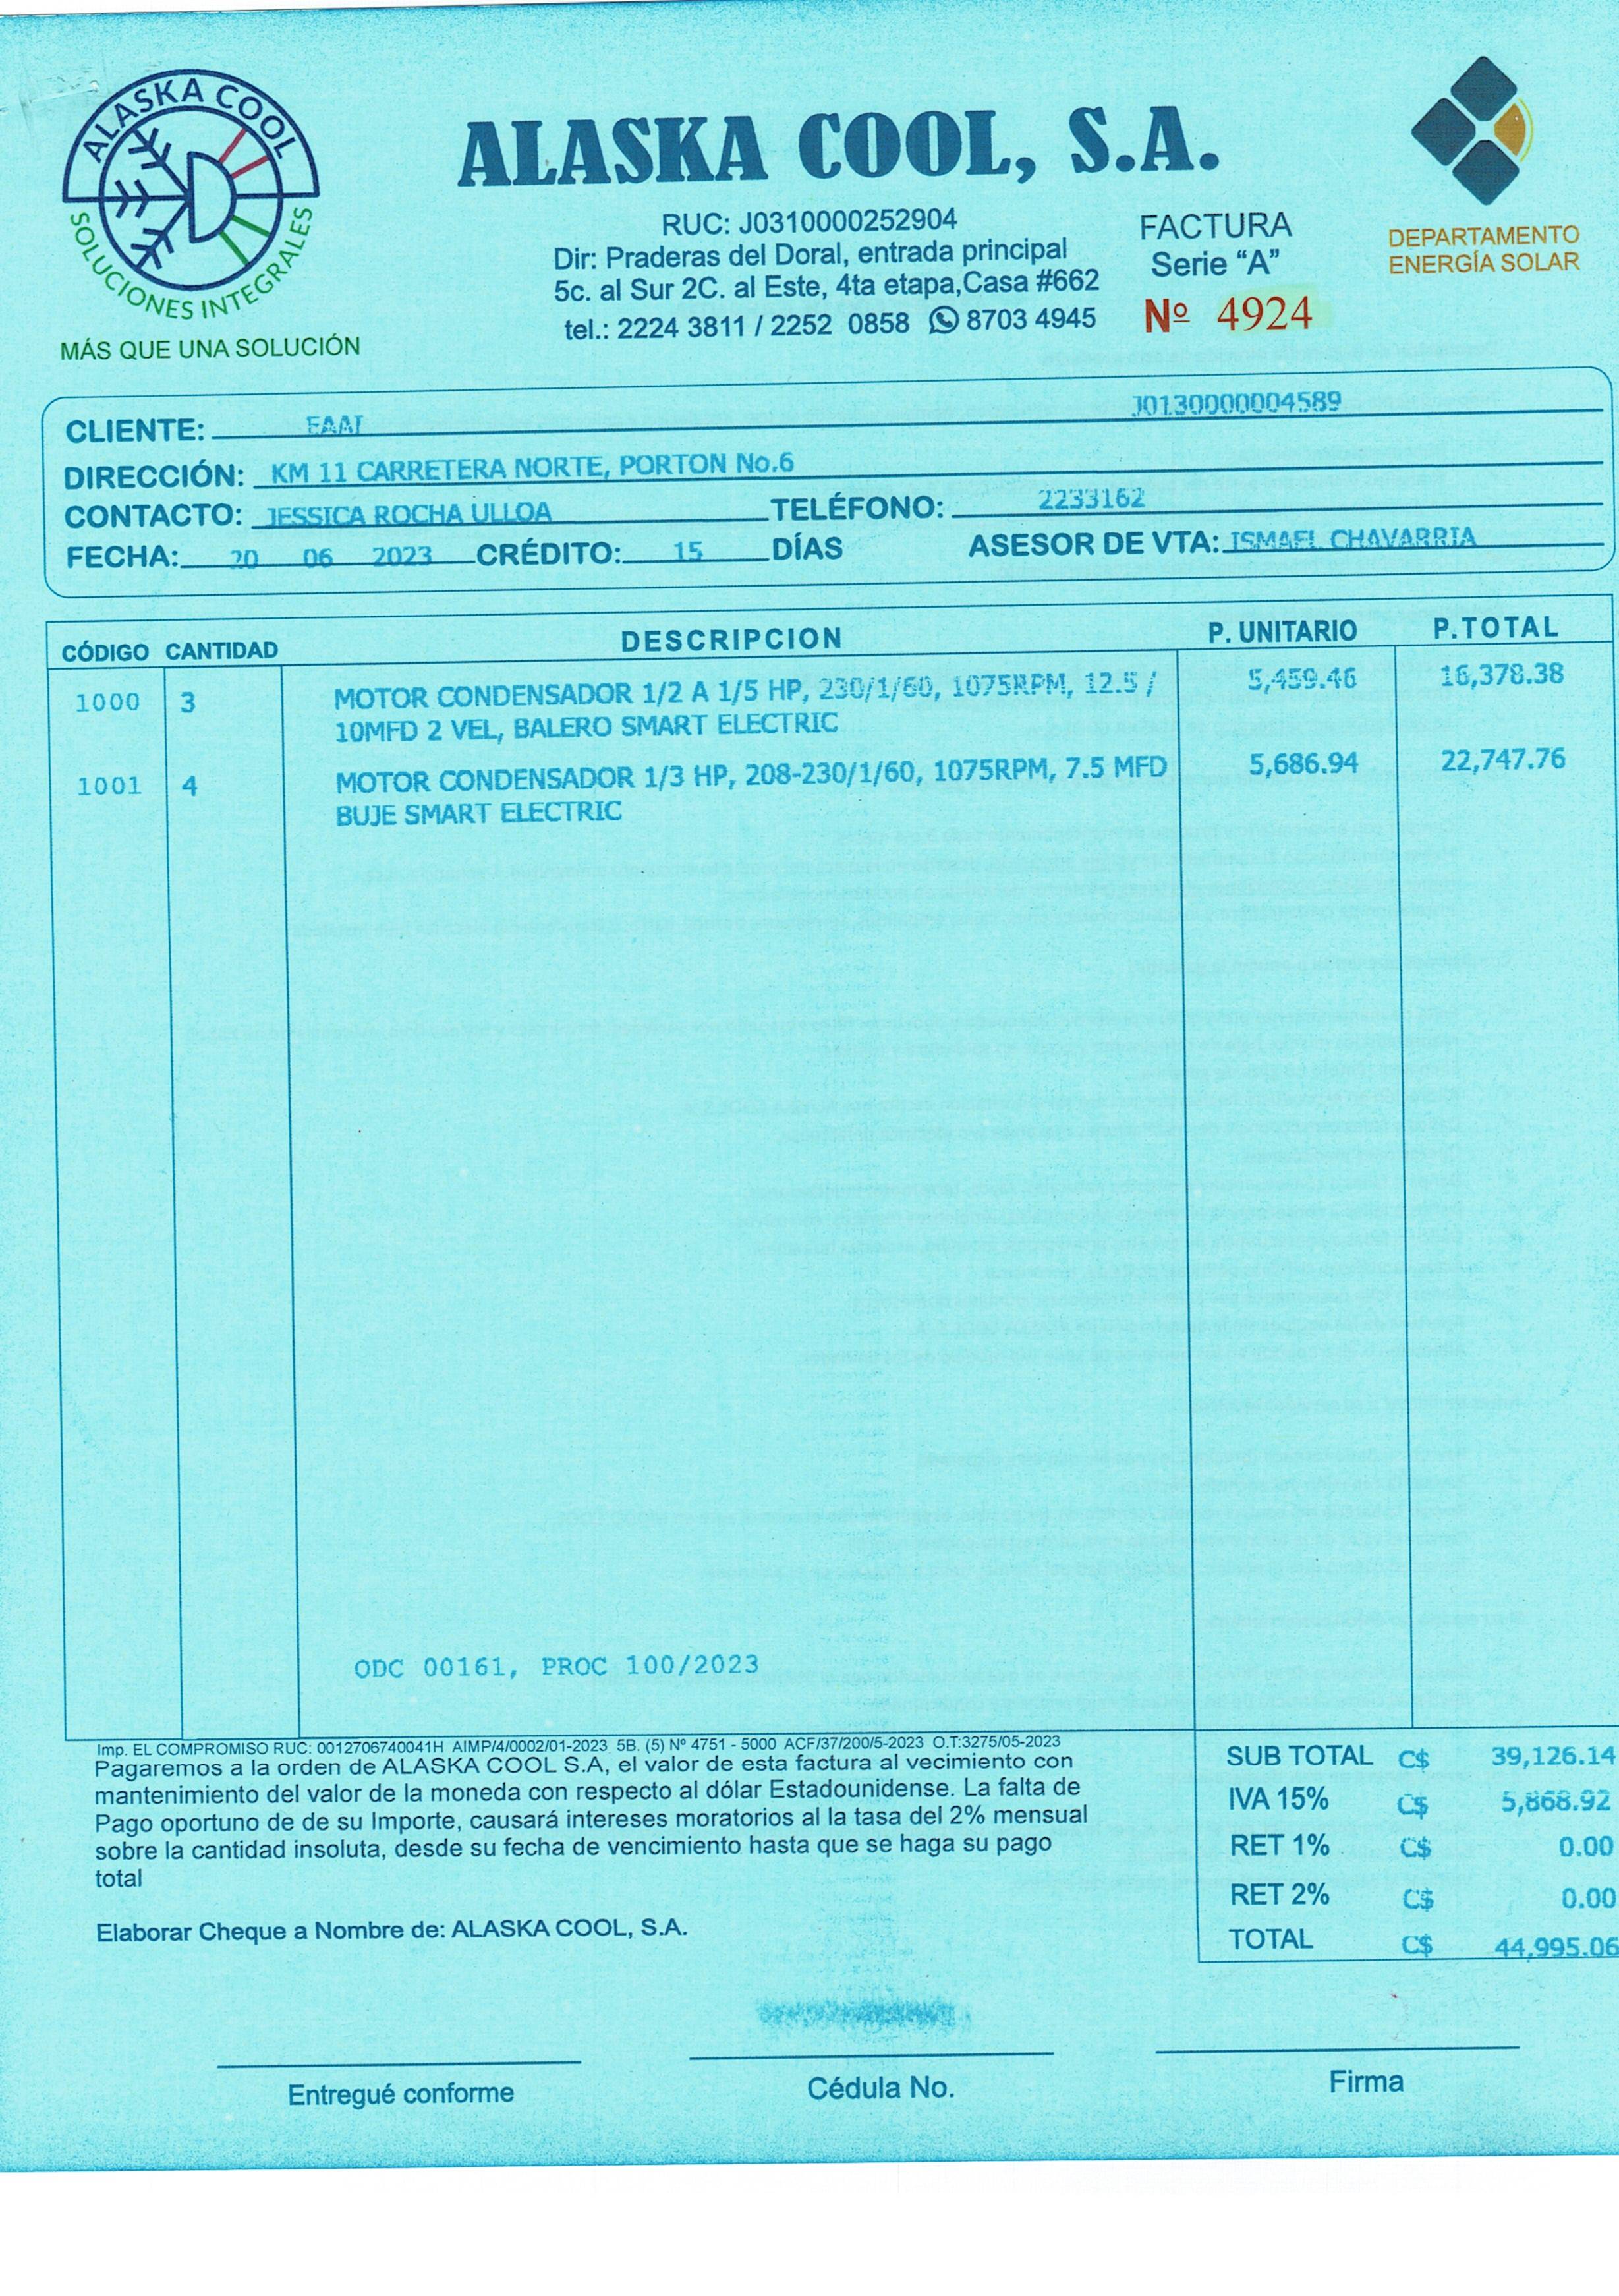 ALASKA COOL
SOLUCIONES INTEGRALES
MÁS QUE UNA SOLUCIÓN
ALASKA COOL, S.A.
RUC: J0310000252904
Dir: Praderas del Doral, entrada principal
5c. al Sur 2C. al Este, 4ta etapa,Casa #662
tel.: 2224 3811 / 2252 0858 8703 4945
FACTURA
Serie "A"
Nº 4924
DEPARTAMENTO
ENERGÍA SOLAR
J0130000004589
CLIENTE: EAAI
DIRECCIÓN: KM 11 CARRETERA NORTE, PORTON No.6
CONTACTO: JESSICA ROCHA ULLOA TELÉFONO: 2233162
FECHA: 20 06 2023 CRÉDITO: 15 DÍAS ASESOR DE VTA: ISMAEL CHAVARRIA
CÓDIGO CANTIDAD DESCRIPCION P. UNITARIO P.TOTAL
1000 3 MOTOR CONDENSADOR 1/2 A 1/5 HP, 230/1/60, 1075RPM, 12.5 / 5,459.46 16,378.38
10MFD 2 VEL, BALERO SMART ELECTRIC
1001 4 MOTOR CONDENSADOR 1/3 HP, 208-230/1/60, 1075RPM, 7.5 MFD 5,686.94 22,747.76
BUJE SMART ELECTRIC
ODC 00161, PROC 100/2023
Imp. EL COMPROMISO RUC: 0012706740041H AIMP/4/0002/01-2023 5B. (5) Nº 4751 - 5000 ACF/37/200/5-2023 O.T:3275/05-2023
Pagaremos a la orden de ALASKA COOL S.A, el valor de esta factura al vecimiento con
mantenimiento del valor de la moneda con respecto al dólar Estadounidense. La falta de
Pago oportuno de de su Importe, causará intereses moratorios al la tasa del 2% mensual
sobre la cantidad insoluta, desde su fecha de vencimiento hasta que se haga su pago
total
Elaborar Cheque a Nombre de: ALASKA COOL, S.A.
SUB TOTAL C$ 39,126.14
IVA 15% C$ 5,868.92
RET 1% C$ 0.00
RET 2% C$ 0.00
TOTAL C$ 44,995.06
Entregué conforme
Cédula No.
Firma